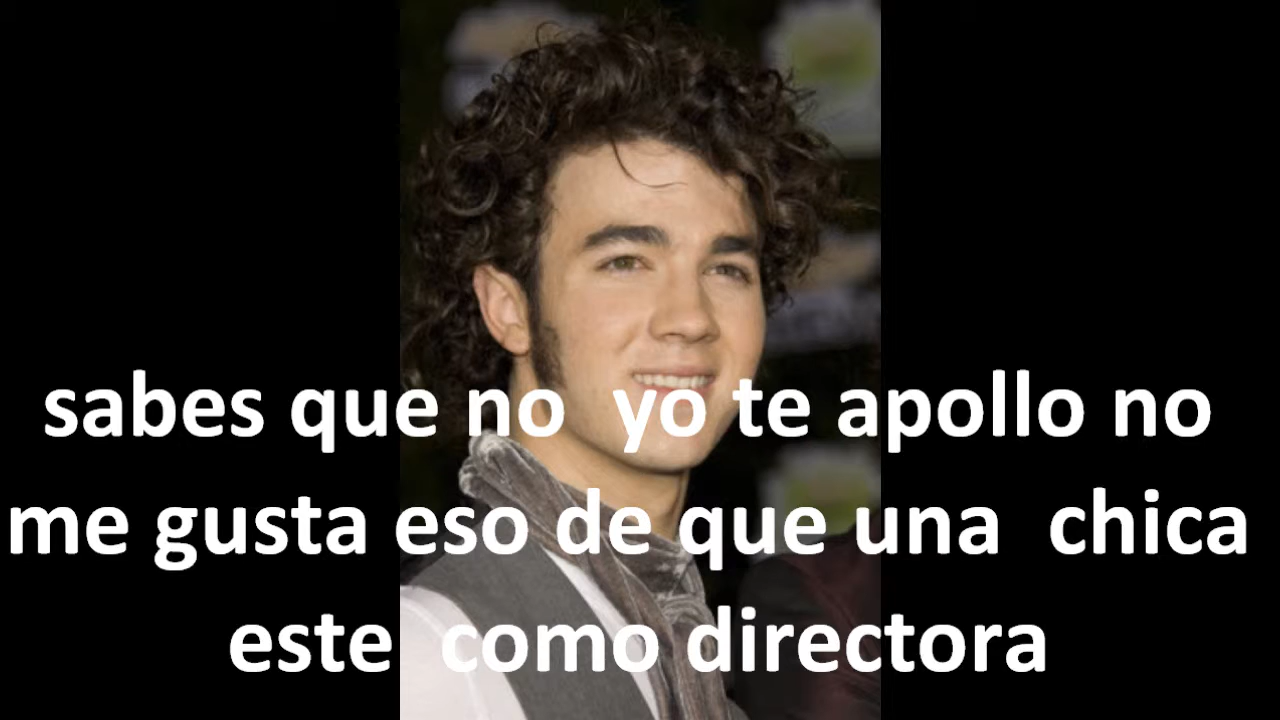 sabes que no yo te apollo no
me gusta eso de que una chica
este como directora